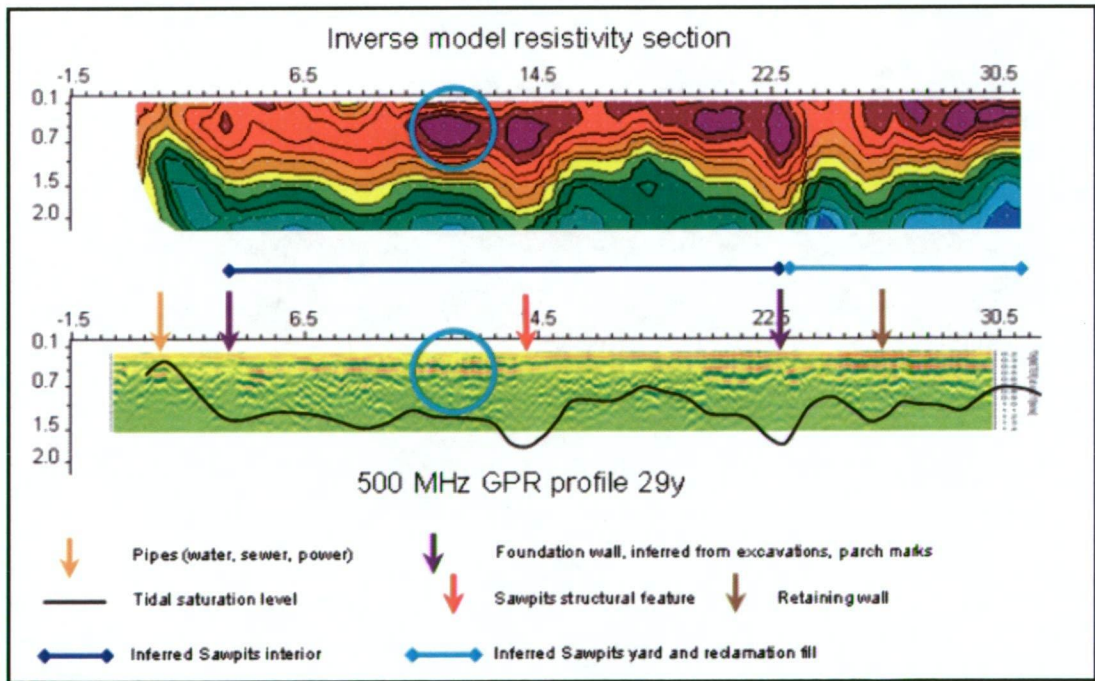 Inverse model resistivity section
-1.5 6.5 14.5 22.5 30.5
0.1
0.7
1.5
2.0
-1.5 6.5 4.5 22.5 30.5
0.1
0.7
1.5
2.0
500 MHz GPR profile 29y
Pipes (water, sewer, power)
Foundation wall, inferred from excavations, parch marks
Tidal saturation level
Sawpits structural feature
Retaining wall
Inferred Sawpits interior
Inferred Sawpits yard and reclamation fill